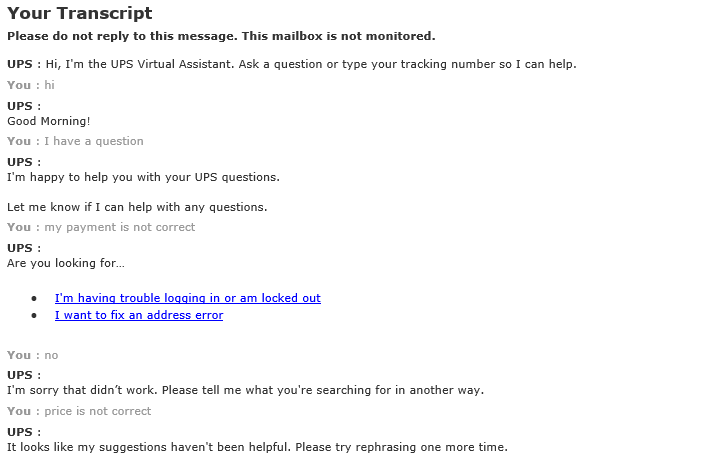 Your Transcript
Please do not reply to this message. This mailbox is not monitored.
UPS : Hi, I'm the UPS Virtual Assistant. Ask a question or type your tracking number so I can help.
You : hi
UPS :
Good Morning!
You : I have a question
UPS :
I'm happy to help you with your UPS questions.
Let me know if I can help with any questions.
You : my payment is not correct
UPS :
Are you looking for...
• I'm having trouble logging in or am locked out
• I want to fix an address error
You : no
UPS :
I'm sorry that didn’t work. Please tell me what you're searching for in another way.
You : price is not correct
UPS :
It looks like my suggestions haven't been helpful. Please try rephrasing one more time.